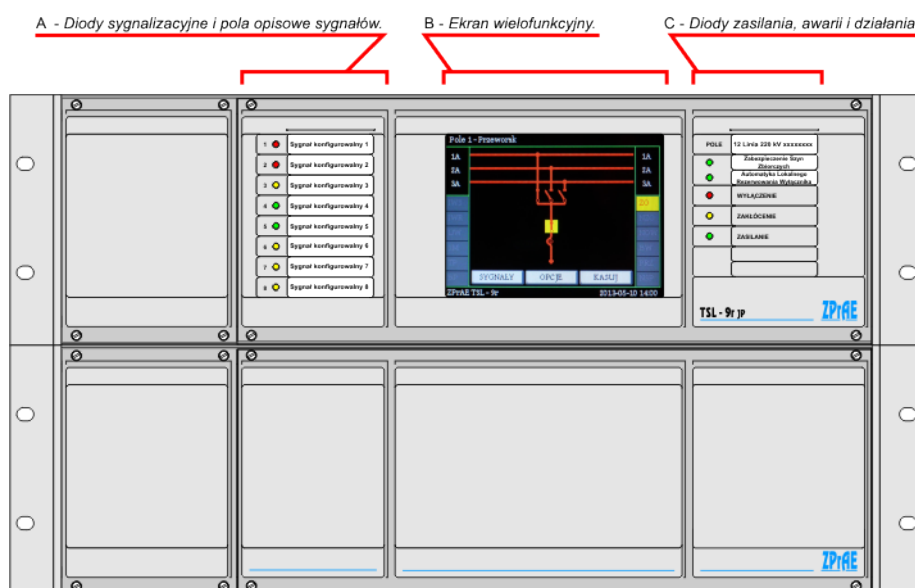 A - Diody sygnalizacyjne i pola opisowe sygnałów.
B - Ekran wielofunkcyjny.
C - Diody zasilania, awarii i działania
1 Sygnał konfigurowalny 1
2 Sygnał konfigurowalny 2
3 Sygnał konfigurowalny 3
4 Sygnał konfigurowalny 4
5 Sygnał konfigurowalny 5
6 Sygnał konfigurowalny 6
7 Sygnał konfigurowalny 7
8 Sygnał konfigurowalny 8
Pole 1 - Przeworsk
1A 1A
2A 2A
3A 3A
SYGNAŁY OPCJE KASUJ
ZPrAE TSL - 9r 2013-05-10 14:00
POLE 12 Linia 220 kV xxxxxxxx
Zabezpieczenie Szyn
Zbiorczych
Automatyka Lokalnego
Rezerwowania Wyłącznika
WYŁĄCZENIE
ZAKŁÓCENIE
ZASILANIE
TSL - 9r JP ZPrAE
ZPrAE